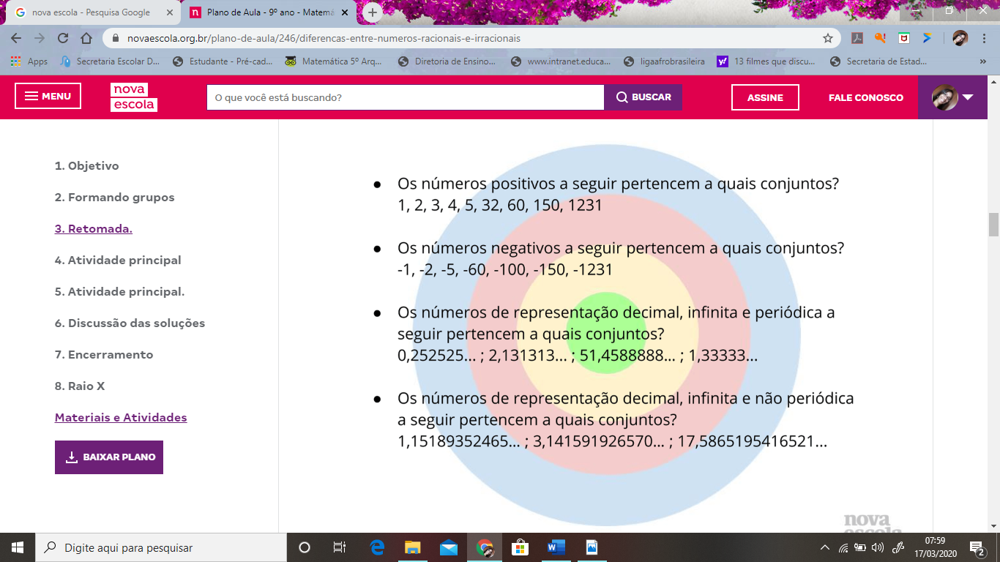 nova escola - Pesquisa Google
Plano de Aula - 9º ano - Matemá
novaescola.org.br/plano-de-aula/246/diferencas-entre-numeros-racionais-e-irracionais
Apps Secretaria Escolar D... Estudante - Pré-cad... Matemática 5º Arq... Diretoria de Ensino... www.intranet.educa... ligaafrobrasileira 13 filmes que discu... Secretaria de Estad... »
MENU
nova
escola
O que você está buscando?
BUSCAR
ASSINE
FALE CONOSCO
1. Objetivo
2. Formando grupos
3. Retomada.
4. Atividade principal
5. Atividade principal.
6. Discussão das soluções
7. Encerramento
8. Raio X
Materiais e Atividades
BAIXAR PLANO
● Os números positivos a seguir pertencem a quais conjuntos?
1, 2, 3, 4, 5, 32, 60, 150, 1231
● Os números negativos a seguir pertencem a quais conjuntos?
-1, -2, -5, -60, -100, -150, -1231
● Os números de representação decimal, infinita e periódica a
seguir pertencem a quais conjuntos?
0,252525... ; 2,131313... ; 51,4588888... ; 1,33333...
● Os números de representação decimal, infinita e não periódica
a seguir pertencem a quais conjuntos?
1,15189352465... ; 3,141591926570... ; 17,5865195416521...
nova
escola
Digite aqui para pesquisar
07:59
17/03/2020
2